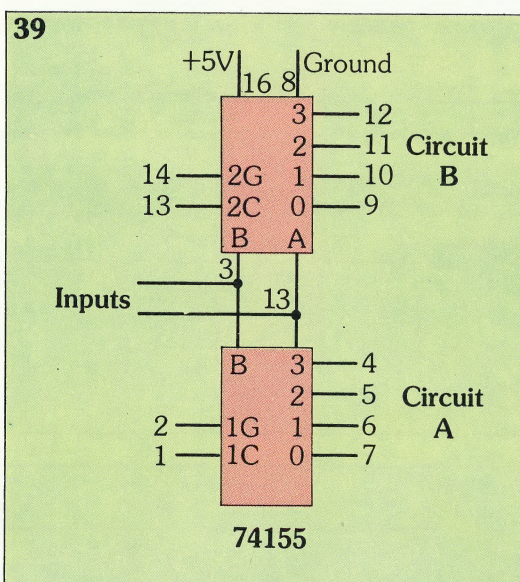 39
+5V 16 8 Ground
3 12
2 11 Circuit
14 2G 1 10 B
13 2C 0 9
B A
3
Inputs 13
B 3 4
2 5 Circuit
2 1G 1 6 A
1 1C 0 7
74155